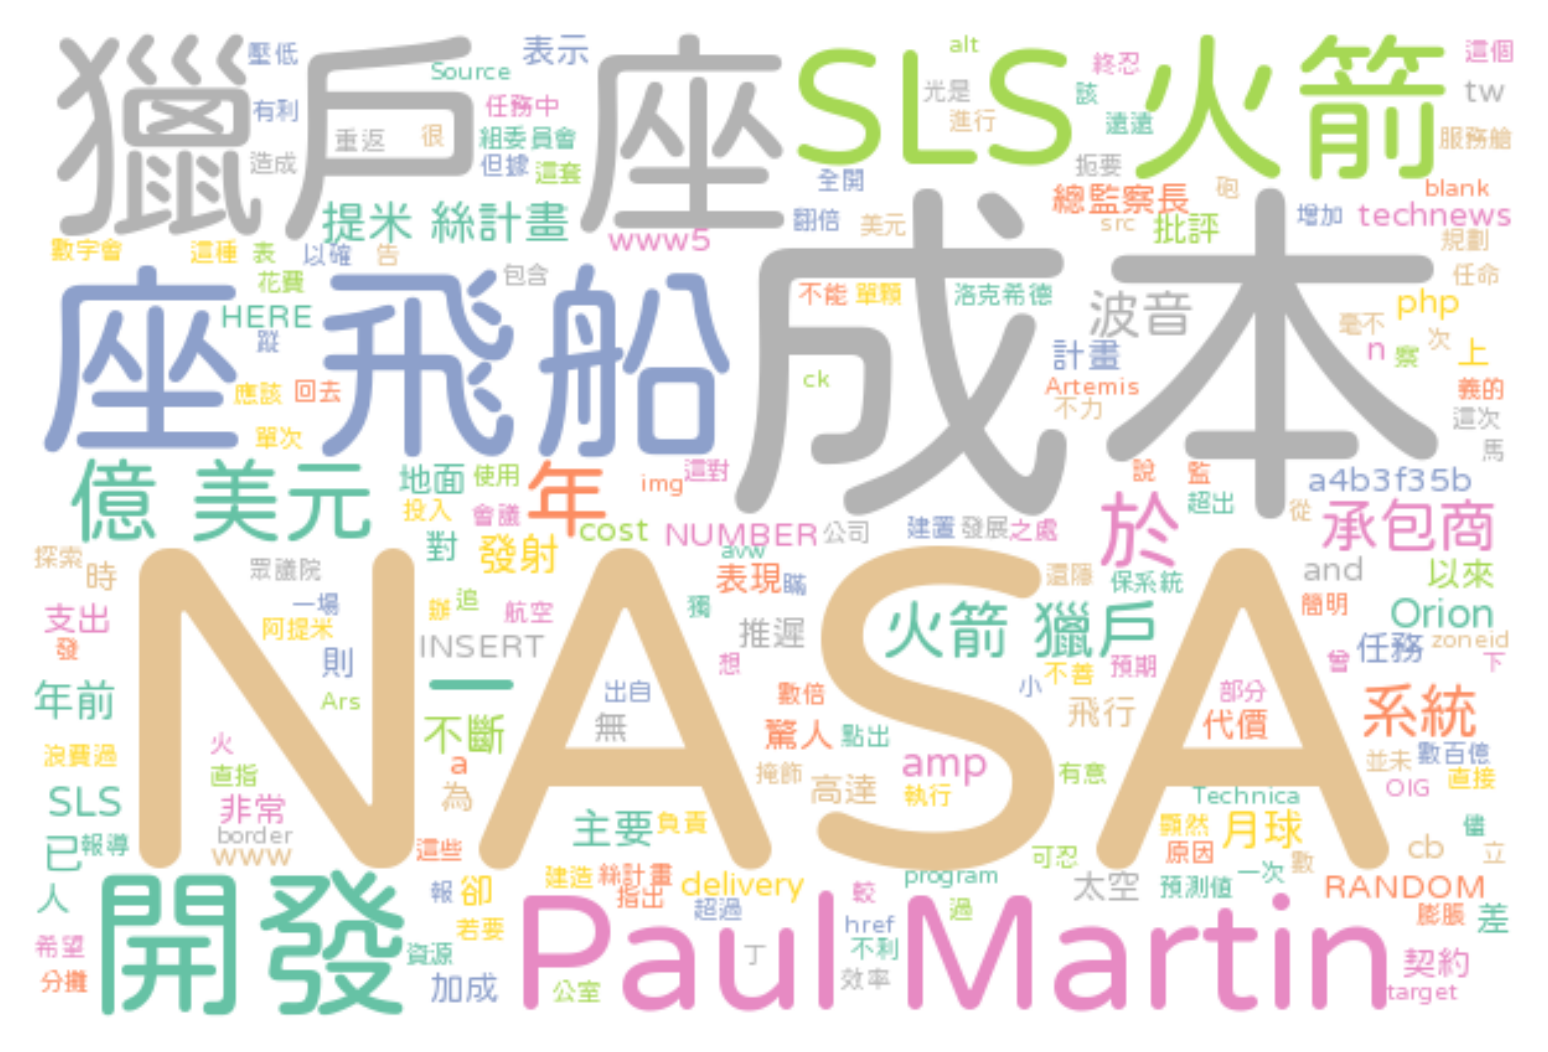 獵戶座 壓低 Source 表示 SLS火箭 alt 終忍 這個
有利 任務中 光是 該 tw
重返 很 組委員會 進行 遠遠 服務艙
造成 但據 這套 全開 扼要 砲 blank
提米 絲計畫 www5 翻倍 美元 總監察長 src 批評 增加 technews
數字會 這種 表 以確 告 規劃
花費 包含 成本 任命
座飛船 HERE 不能 單顆 洛克希德 波音 php
蹤 計畫 毫不 次 n 察 上
應該 回去 ck Artemis 不力 義的
單次 這次
馬
億 美元 地面 使用 年 img 這對 說 監 a4b3f35b
投入 會議 超出 從
cost NUMBER 公司 建置 發展 之處 於 承包商
探索 時 眾議院 對 發射 avw 表現 瞞 還隱 保系統 and 以來
NASA
支出 一場 辦 追 航空 獨 火箭 獵戶 簡明 Orion
發 阿提米 則 INSERT 推遲 想 不善 預期 曾 任務 zoneid 下
年前 Ars 一 出自 數倍 小 飛行 部分 系統
不斷 無 驚人 點出 代價
浪費過 火 直指 a 掩飾 amp 有意 並未 數百億
SLS 非常 為 高達 執行 Technica OIG 直接
border 主要 負責 顯然 月球 儘
已 報導 www 這些 可忍 原因 cb 立
人 開發 報 卻 建造 絲計畫 指出 delivery 較 program 太空 預測值 一次 數 RANDOM
若要 超過 href 過 膨脹 差
希望 資源 Paul Martin 丁 不利 契約
分攤 加成 公室 效率 target